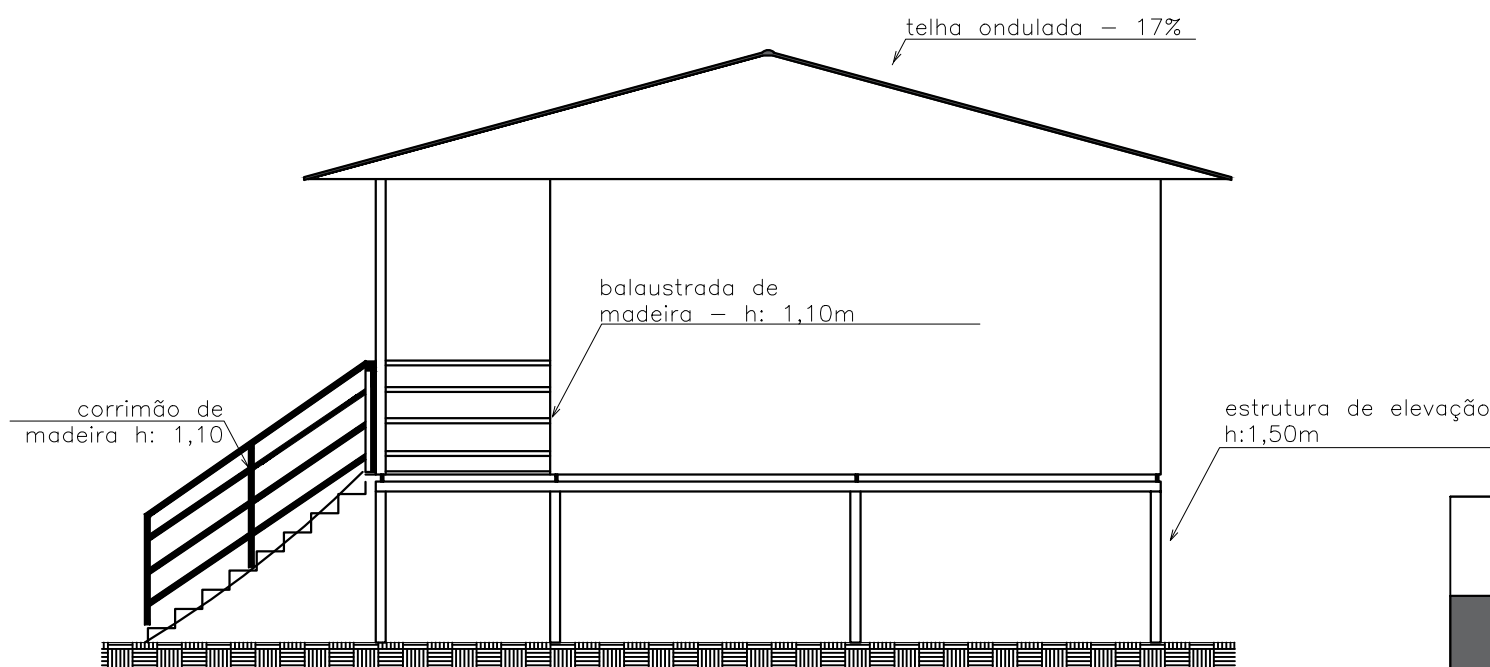 telha ondulada – 17%
balaustrada de
madeira – h: 1,10m
corrimão de
madeira h: 1,10
estrutura de elevação
h:1,50m